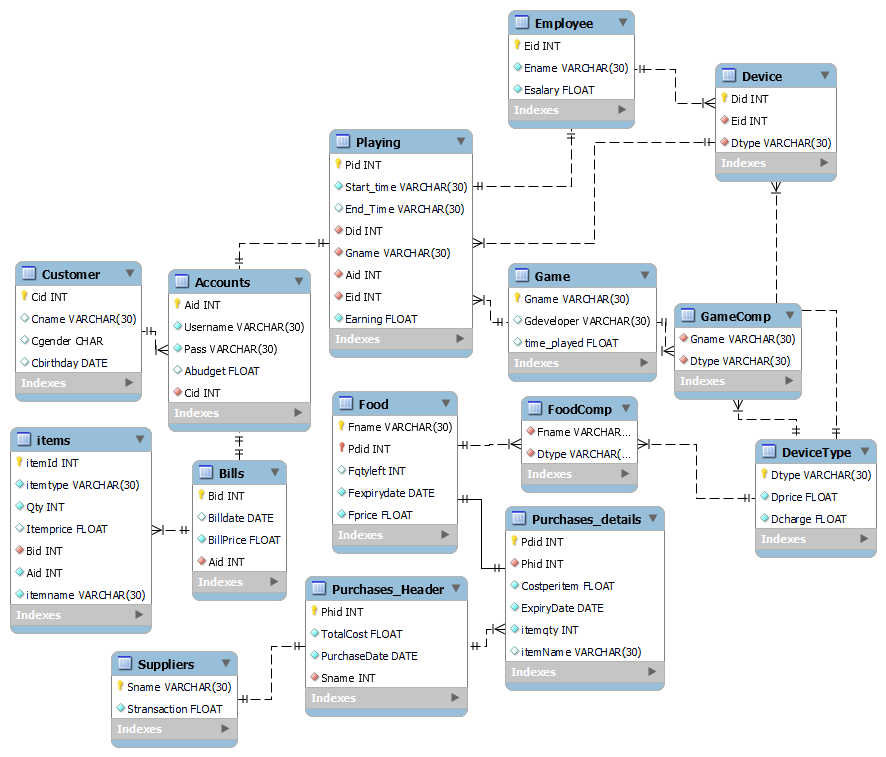 Employee
Eid INT
Ename VARCHAR(30)
Esalary FLOAT
Indexes
Device
Did INT
Eid INT
Dtype VARCHAR(30)
Indexes
Playing
Pid INT
Start_time VARCHAR(30)
End_Time VARCHAR(30)
Did INT
Gname VARCHAR(30)
Aid INT
Eid INT
Earning FLOAT
Indexes
Customer
Cid INT
Cname VARCHAR(30)
Cgender CHAR
Cbirthday DATE
Indexes
Accounts
Aid INT
Username VARCHAR(30)
Pass VARCHAR(30)
Abudget FLOAT
Cid INT
Indexes
Game
Gname VARCHAR(30)
Gdeveloper VARCHAR(30)
time_played FLOAT
Indexes
GameComp
Gname VARCHAR(30)
Dtype VARCHAR(30)
Indexes
Food
Fname VARCHAR(30)
Pdid INT
Fqtyleft INT
Fexpirydate DATE
Fprice FLOAT
Indexes
FoodComp
Fname VARCHAR...
Dtype VARCHAR(...
Indexes
DeviceType
Dtype VARCHAR(30)
Dprice FLOAT
Dcharge FLOAT
Indexes
items
itemId INT
itemtype VARCHAR(30)
Qty INT
Itemprice FLOAT
Bid INT
Aid INT
itemname VARCHAR(30)
Indexes
Bills
Bid INT
Billdate DATE
BillPrice FLOAT
Aid INT
Indexes
Purchases_details
Pdid INT
Phid INT
Costperitem FLOAT
ExpiryDate DATE
itemqty INT
itemName VARCHAR(30)
Indexes
Purchases_Header
Phid INT
TotalCost FLOAT
PurchaseDate DATE
Sname INT
Indexes
Suppliers
Sname VARCHAR(30)
Stransaction FLOAT
Indexes